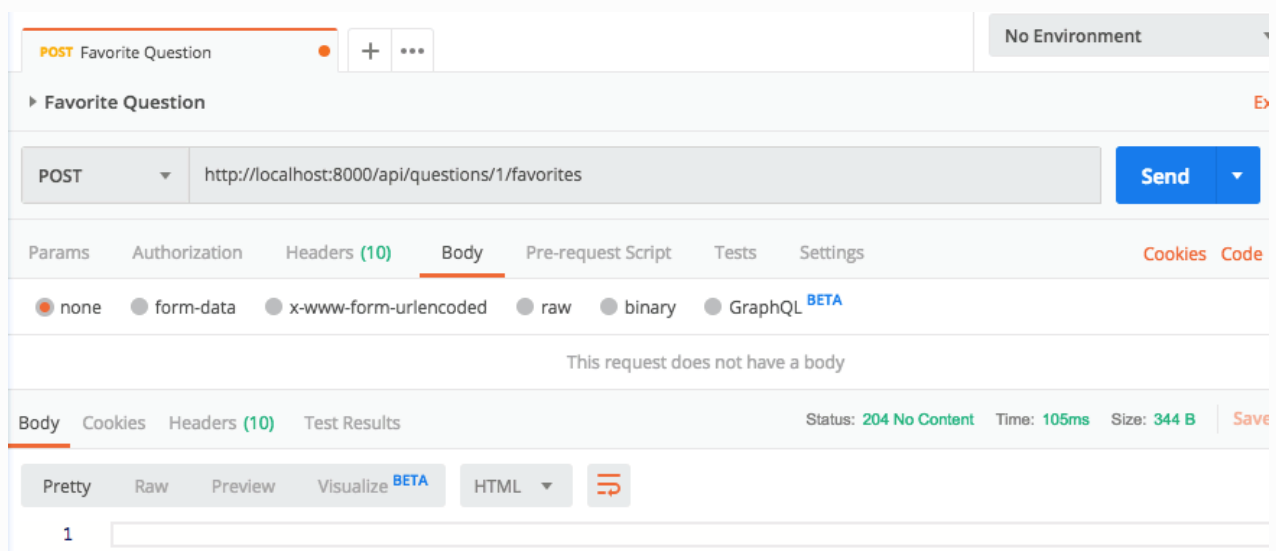 POST Favorite Question + ••• No Environment
Favorite Question Ex
POST http://localhost:8000/api/questions/1/favorites Send
Params Authorization Headers (10) Body Pre-request Script Tests Settings Cookies Code
none form-data x-www-form-urlencoded raw binary GraphQL BETA
This request does not have a body
Body Cookies Headers (10) Test Results Status: 204 No Content Time: 105ms Size: 344 B Save
Pretty Raw Preview Visualize BETA HTML
1